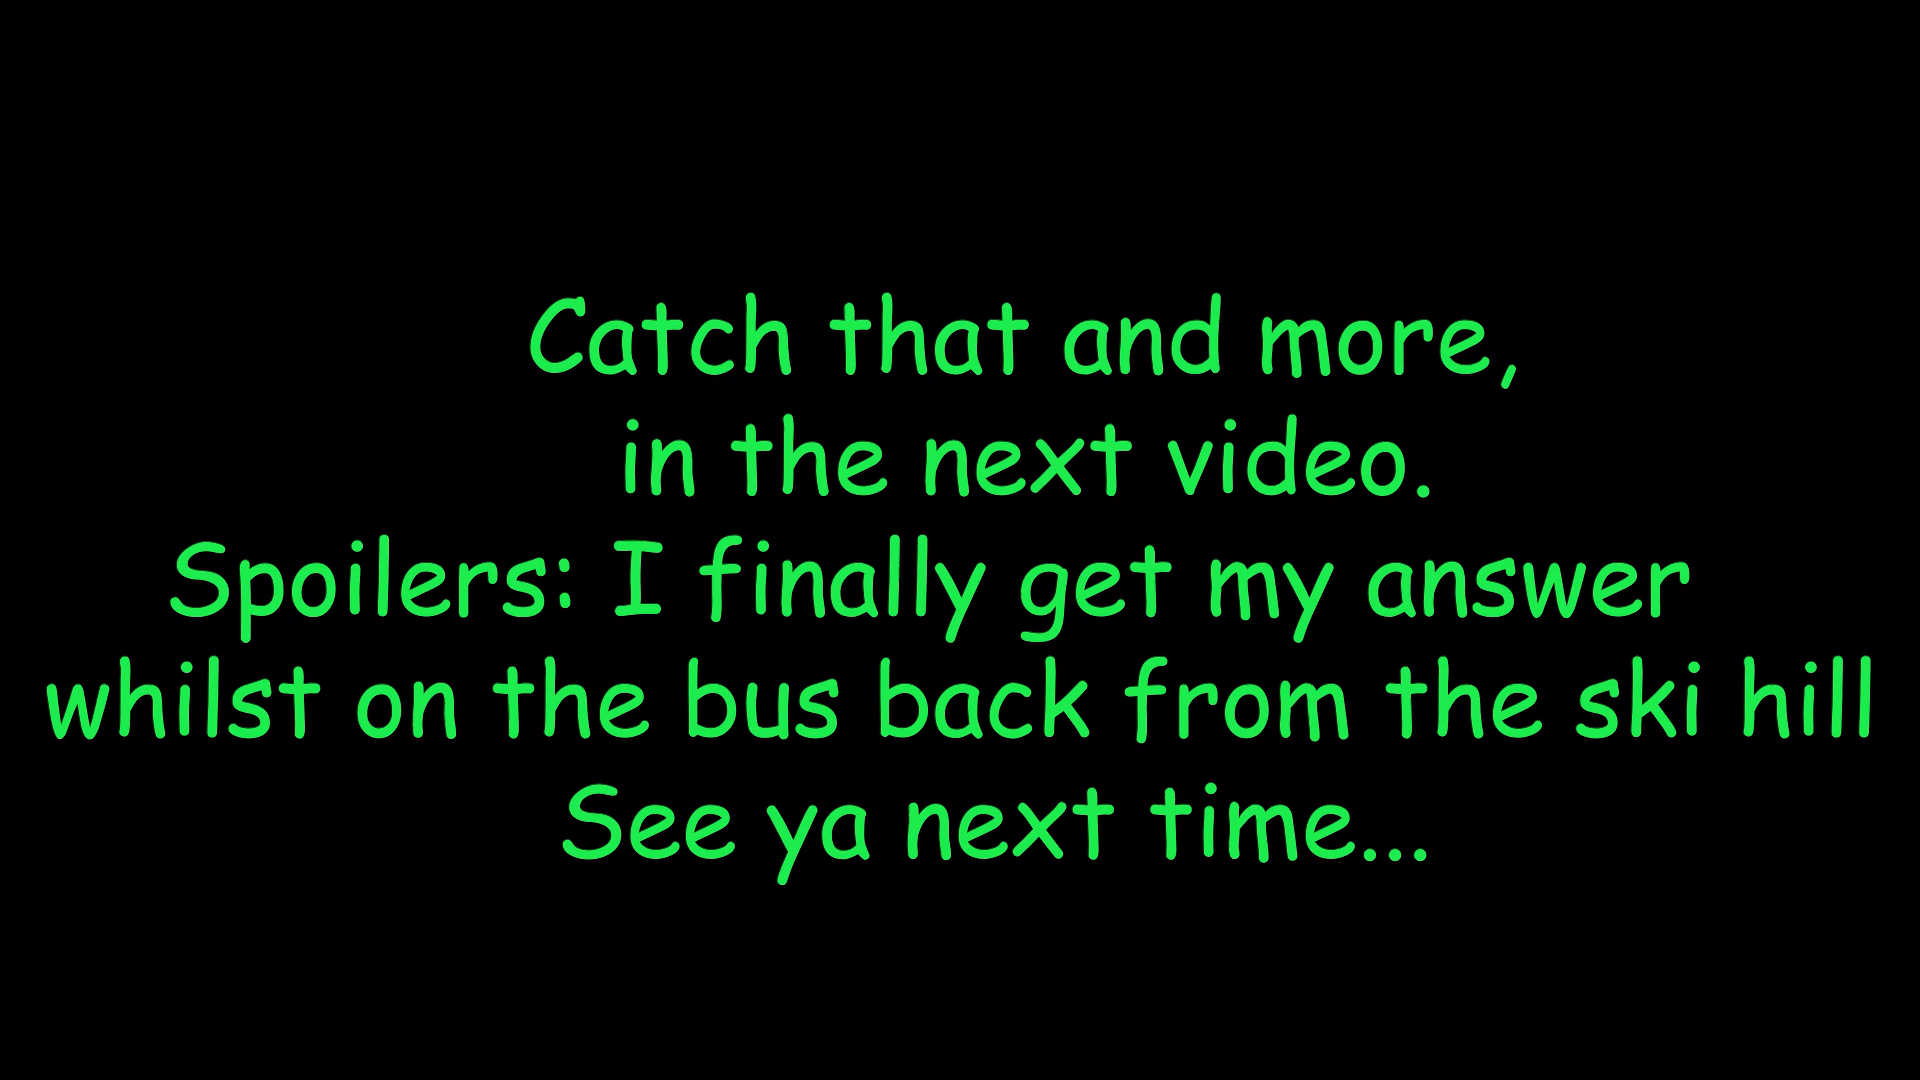 Catch that and more,
in the next video.
Spoilers: I finally get my answer
whilst on the bus back from the ski hill
See ya next time...